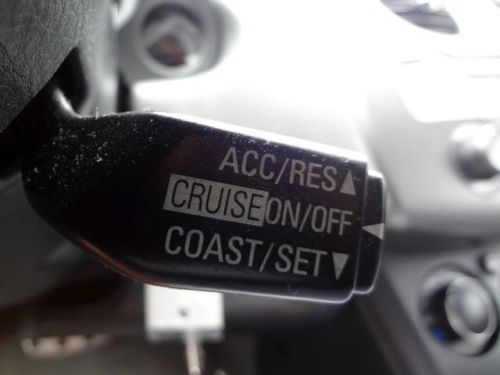 ACC/RES▲
CRUISE ON/OFF
COAST/SET▼